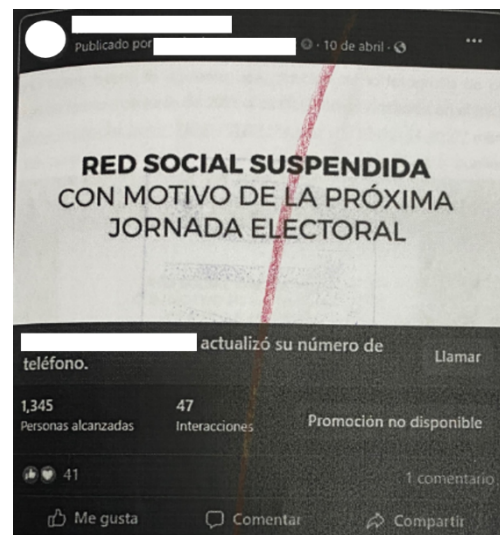 Publicado por
· 10 de abril ·
RED SOCIAL SUSPENDIDA
CON MOTIVO DE LA PRÓXIMA
JORNADA ELECTORAL
actualizó su número de
teléfono.
Llamar
1,345
Personas alcanzadas
47
Interacciones
Promoción no disponible
41
1 comentario
Me gusta
Comentar
Compartir